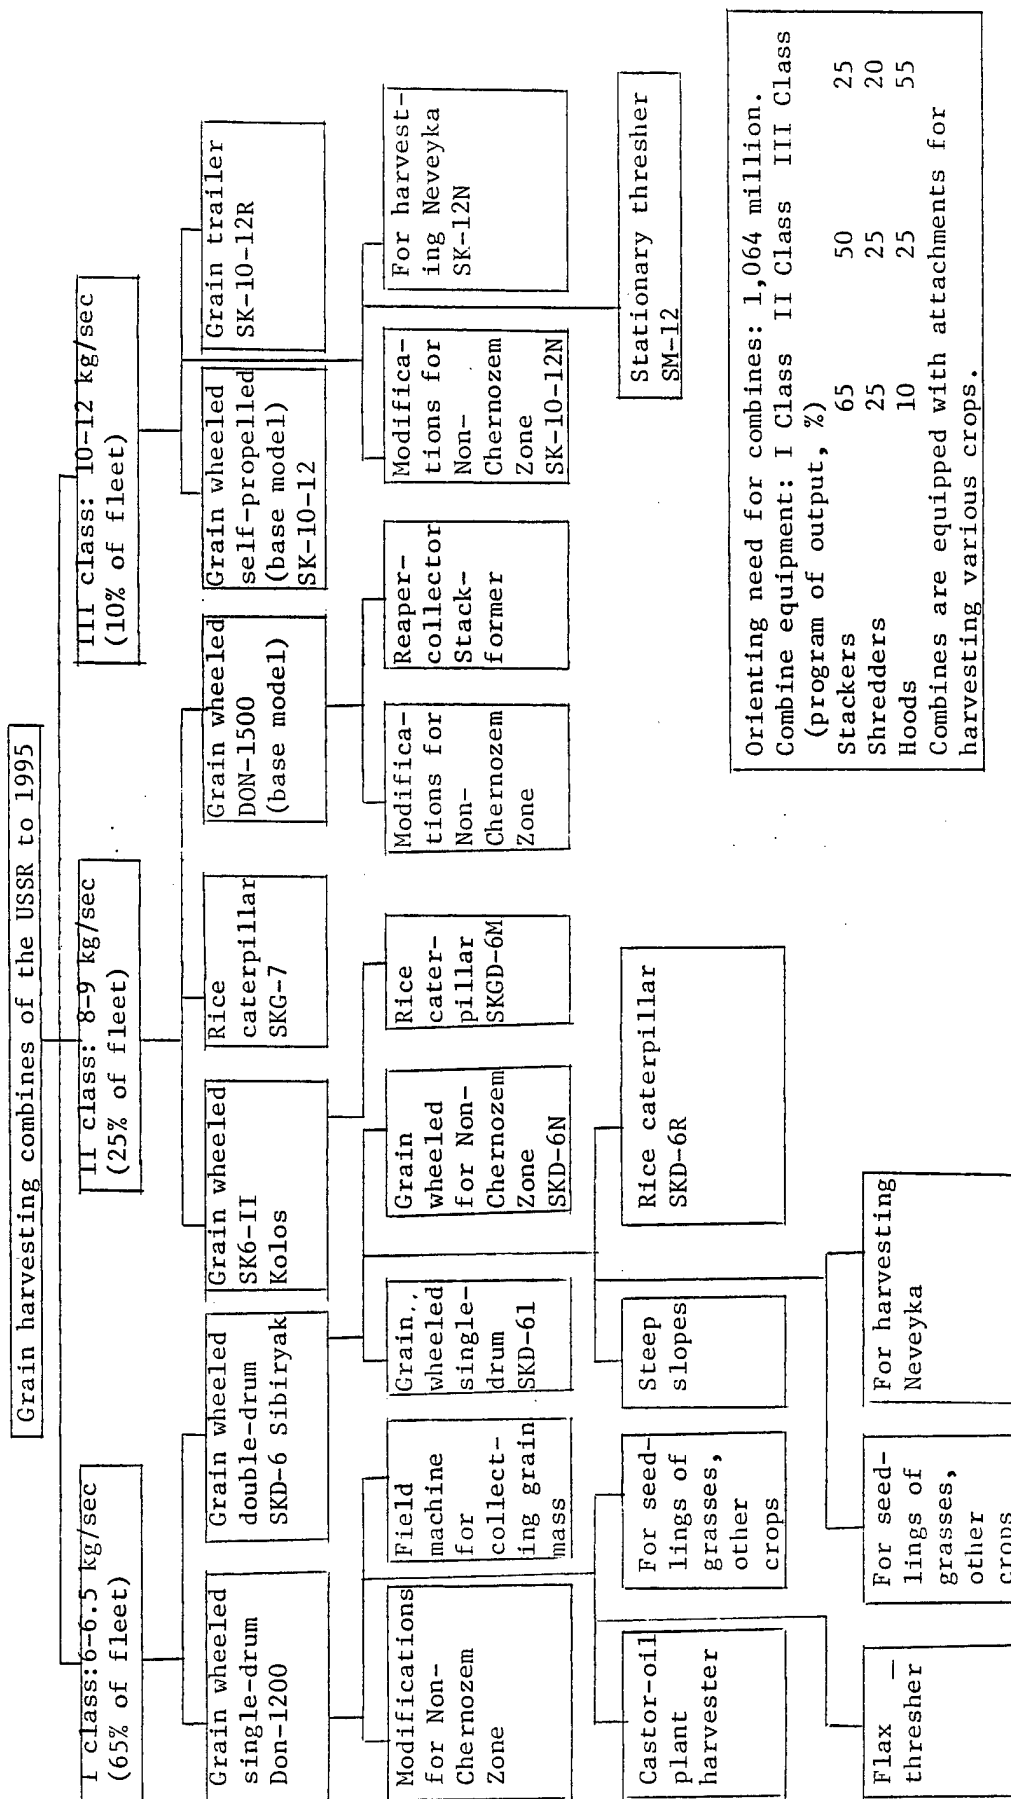 Grain harvesting combines of the USSR to 1995
I class:6-6.5 kg/sec
(65% of fleet)
II class: 8-9 kg/sec
(25% of fleet)
III class: 10-12 kg/sec
(10% of fleet)
Grain wheeled
single-drum
Don-1200
Grain wheeled
double-drum
SKD-6 Sibiryak
Grain wheeled
SK6-II
Kolos
Rice
caterpillar
SKG-7
Grain wheeled
DON-1500
(base model)
Grain wheeled
self-propelled
(base model)
SK-10-12
Grain trailer
SK-10-12R
Modifications
for Non-
Chernozem
Zone
Field
machine
for
collect-
ing grain
mass
Grain,,
wheeled
single-
drum
SKD-61
Grain
wheeled
for Non-
Chernozem
Zone
SKD-6N
Rice
cater-
pillar
SKGD-6M
Modifica-
tions for
Non-
Chernozem
Zone
Reaper-
collector
Stack-
former
Modifica-
tions for
Non-
Chernozem
Zone
SK-10-12N
For harvest-
ing Neveyka
SK-12N
Castor-oil
plant
harvester
For seed-
lings of
grasses,
other
crops
Steep
slopes
Rice caterpillar
SKD-6R
Stationary thresher
SM-12
Flax —
thresher
For seed-
lings of
grasses,
other
crops
For harvesting
Neveyka
Orienting need for combines: 1,064 million.
Combine equipment: I Class II Class III Class
(program of output, %)
Stackers 65 50 25
Shredders 25 25 20
Hoods 10 25 55
Combines are equipped with attachments for
harvesting various crops.